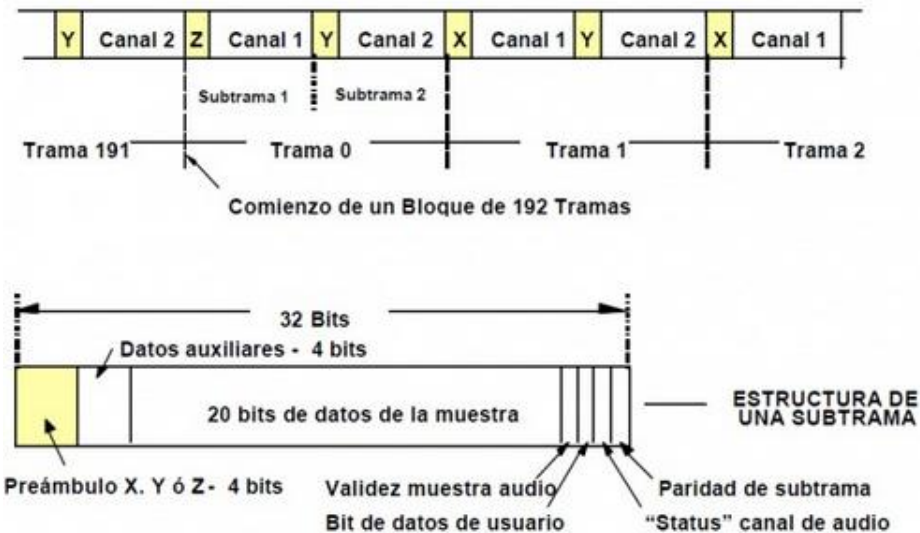 Y Canal 2 Z Canal 1 Y Canal 2 X Canal 1 Y Canal 2 X Canal 1
Subtrama 1 Subtrama 2
Trama 191 Trama 0 Trama 1 Trama 2
Comienzo de un Bloque de 192 Tramas
32 Bits
Datos auxiliares - 4 bits
20 bits de datos de la muestra
ESTRUCTURA DE
UNA SUBTRAMA
Preámbulo X. Y ó Z- 4 bits
Validez muestra audio
Paridad de subtrama
Bit de datos de usuario
“Status” canal de audio